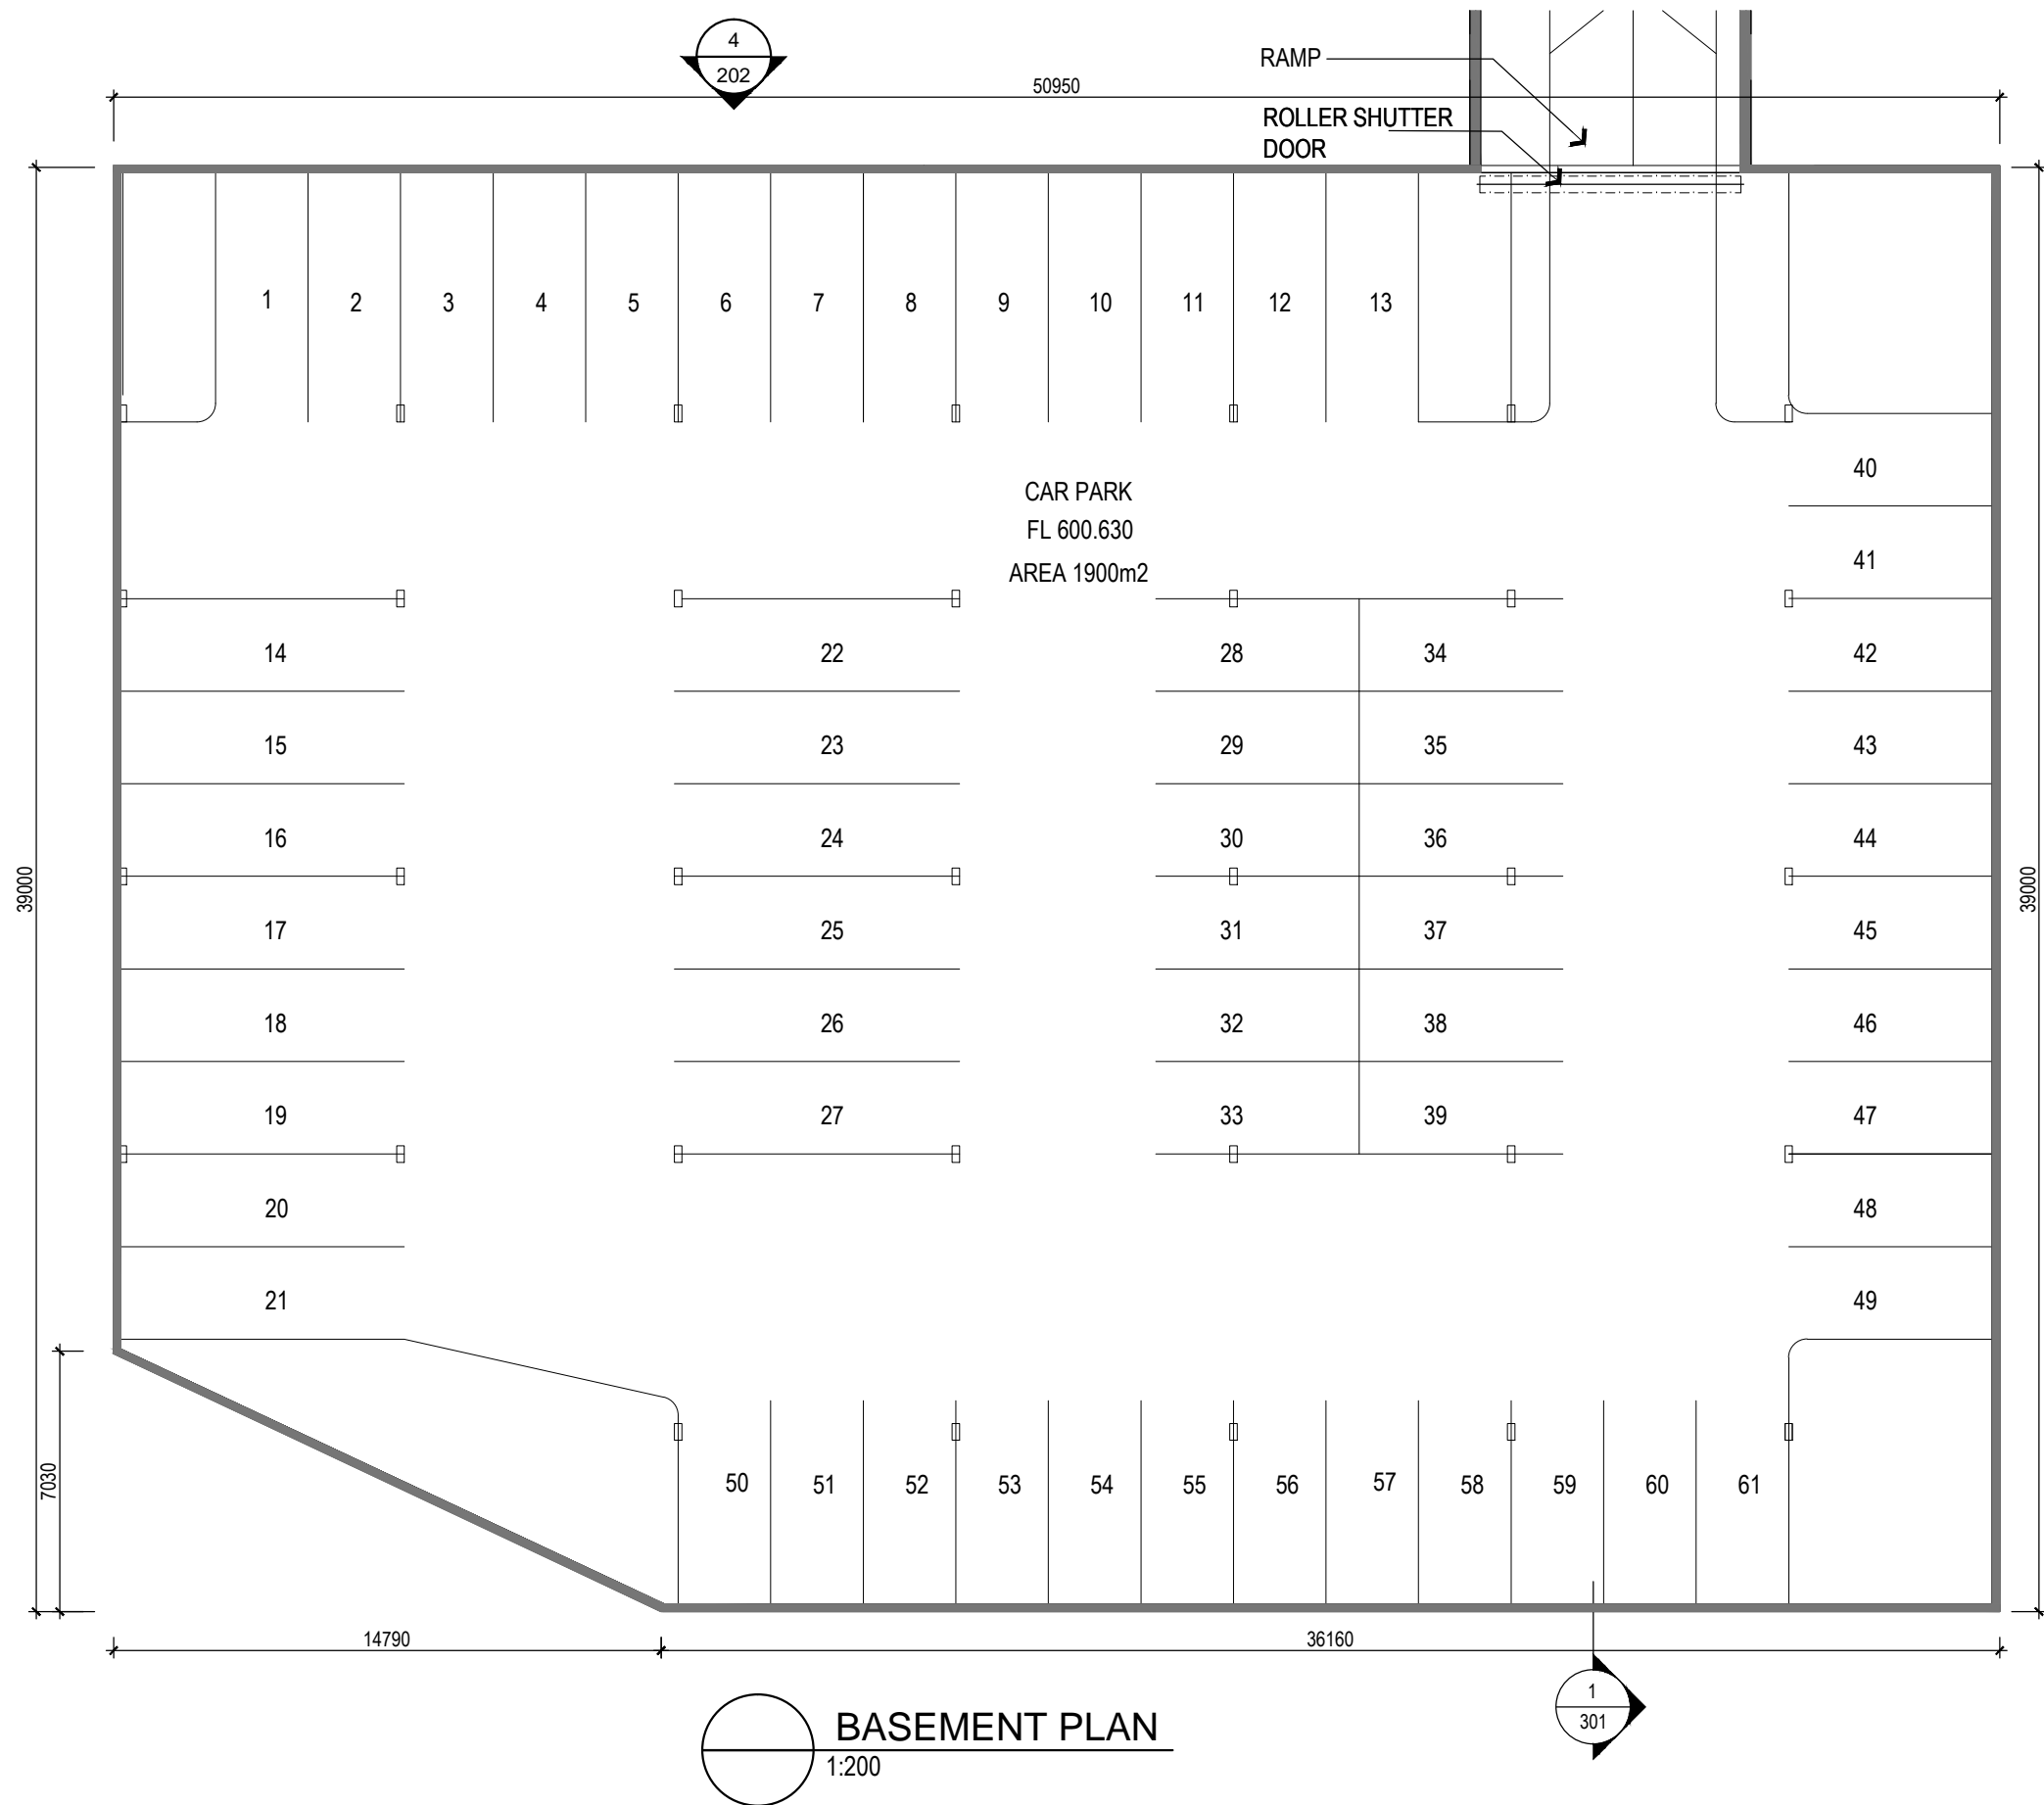 4
202
RAMP
50950
ROLLER SHUTTER
DOOR
1 2 3 4 5 6 7 8 9 10 11 12 13
CAR PARK
FL 600.630
AREA 1900m2
40
41
14 22 28 34 42
15 23 29 35 43
16 24 30 36 44
39000
39000
17 25 31 37 45
18 26 32 38 46
19 27 33 39 47
20 48
21 49
7030
50 51 52 53 54 55 56 57 58 59 60 61
14790
36160
1
301
BASEMENT PLAN
1:200